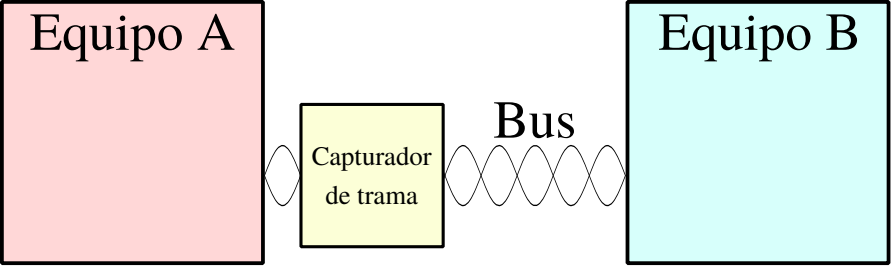 Equipo A
Equipo B
Bus
Capturador
de trama